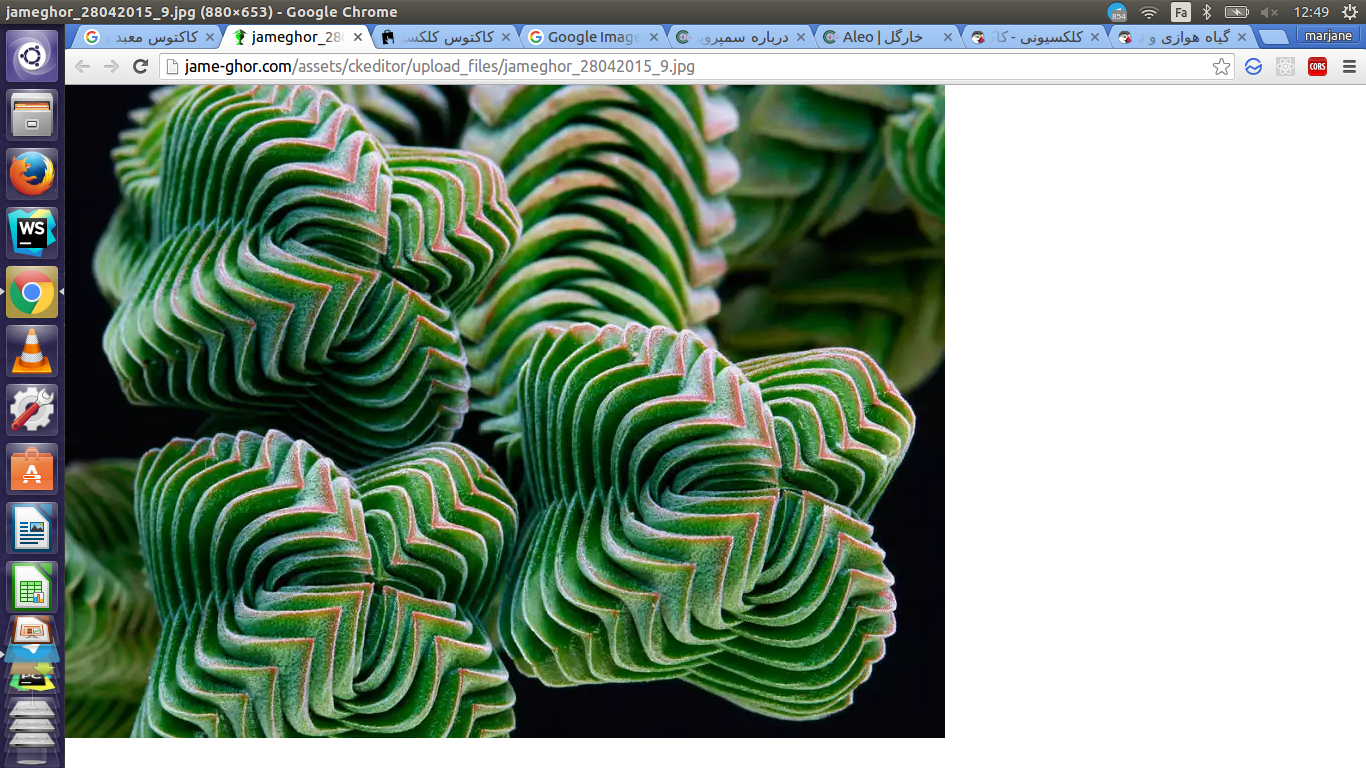 jameghor_28042015_9.jpg (880×653) - Google Chrome
854
Fa
12:49
کاکتوس معبد
jameghor_280
کاکتوس کلکس
Google Image
درباره سمپرو
Aleo | خارگل
کلکسیونی - کا
گیاه هوازی و
marjane
jame-ghor.com/assets/ckeditor/upload_files/jameghor_28042015_9.jpg
CORS
WS
A
PC